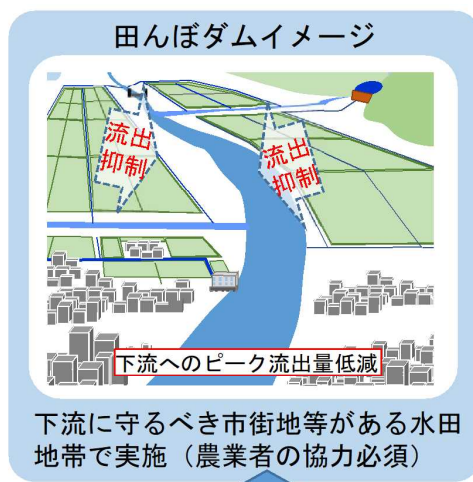 田んぼダムイメージ
流出
抑制
流出
抑制
下流へのピーク流出量低減
下流に守るべき市街地等がある水田
地帯で実施（農業者の協力必須）